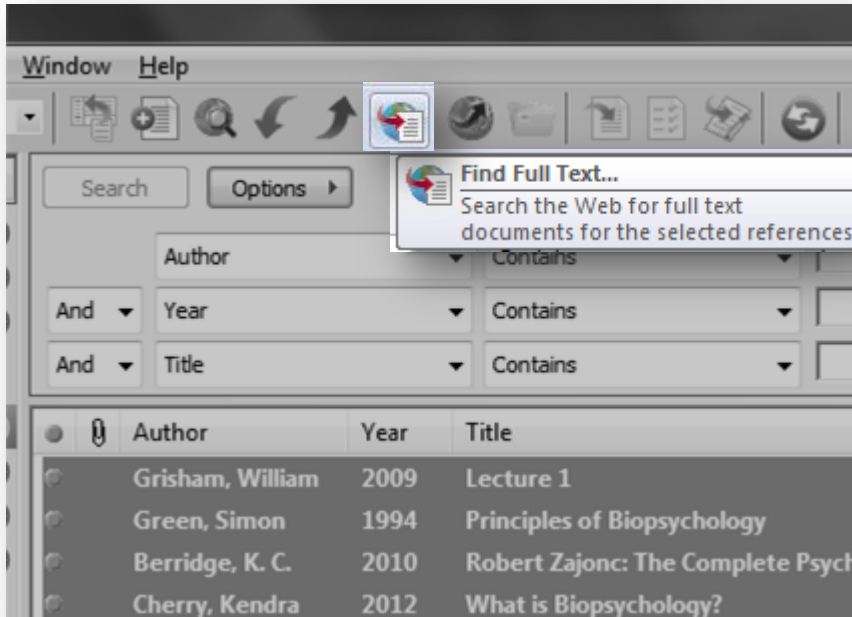 Window Help
Search Options
Find Full Text...
Search the Web for full text
documents for the selected references
Author Contains
And Year Contains
And Title Contains
Author Year Title
Grisham, William 2009 Lecture 1
Green, Simon 1994 Principles of Biopsychology
Berridge, K. C. 2010 Robert Zajonc: The Complete Psych
Cherry, Kendra 2012 What is Biopsychology?